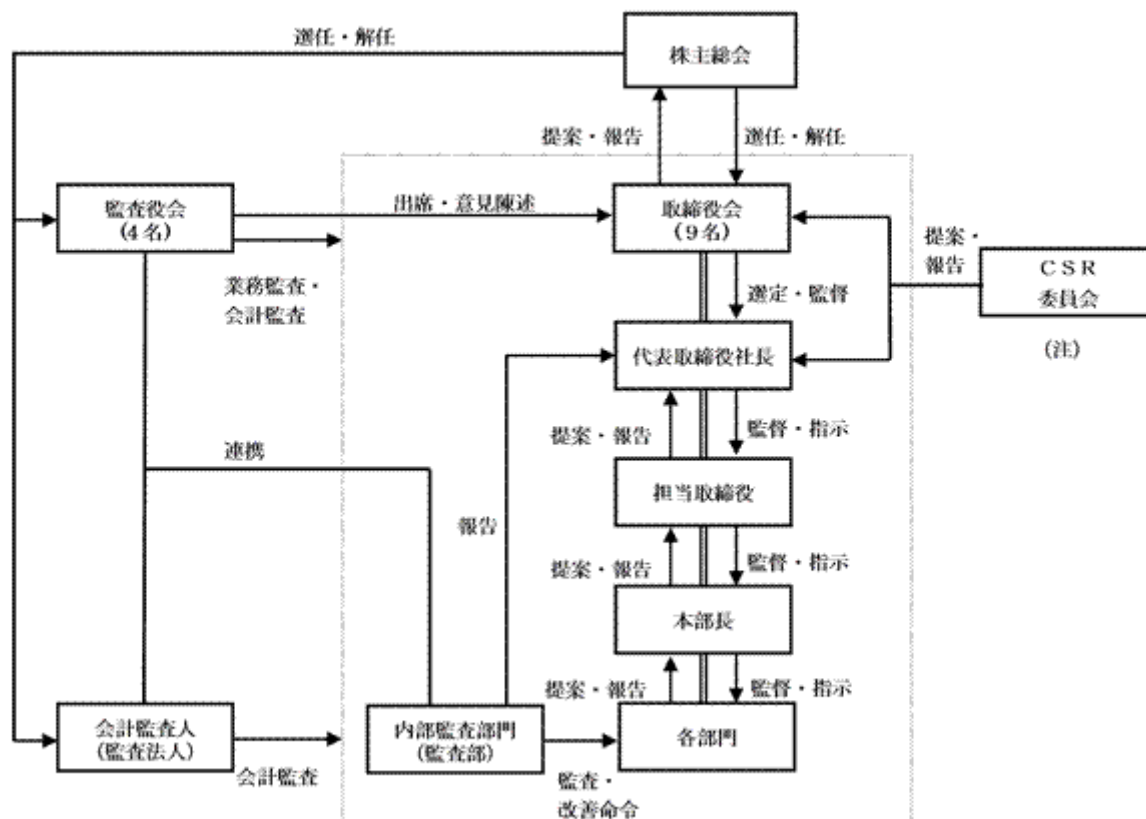 選任・解任
株主総会
提案・報告
選任・解任
監査役会
(4名)
出席・意見陳述
取締役会
(9名)
提案・
報告
CSR
委員会
(注)
業務監査・
会計監査
選定・監督
代表取締役社長
提案・報告
監督・指示
連携
担当取締役
報告
提案・報告
監督・指示
本部長
提案・報告
監督・指示
会計監査人
(監査法人)
会計監査
内部監査部門
(監査部)
各部門
監査・
改善命令